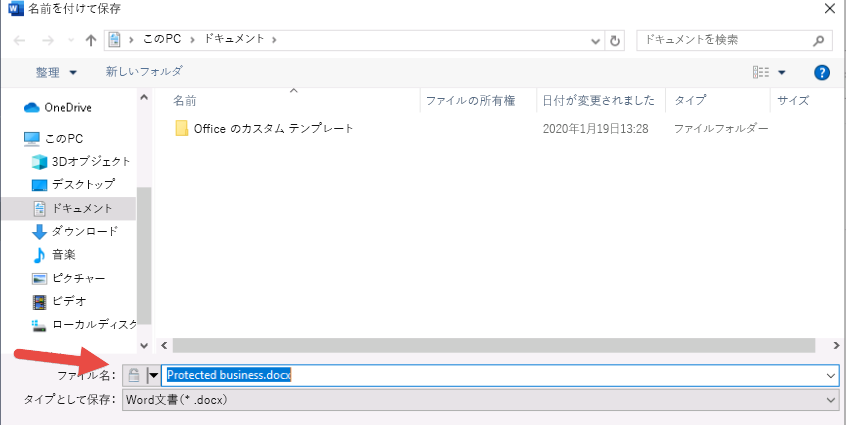 名前を付けて保存
このPC
ドキュメント
ドキュメントを検索
整理
新しいフォルダ
名前
ファイルの所有権
日付が変更されました
タイプ
サイズ
OneDrive
このPC
3Dオブジェクト
デスクトップ
ドキュメント
ダウンロード
音楽
ピクチャー
ビデオ
ローカルディスク
Office のカスタム テンプレート
2020年1月19日13:28
ファイルフォルダー
ファイル名:
Protected business.docx
タイプとして保存:
Word文書(* .docx)